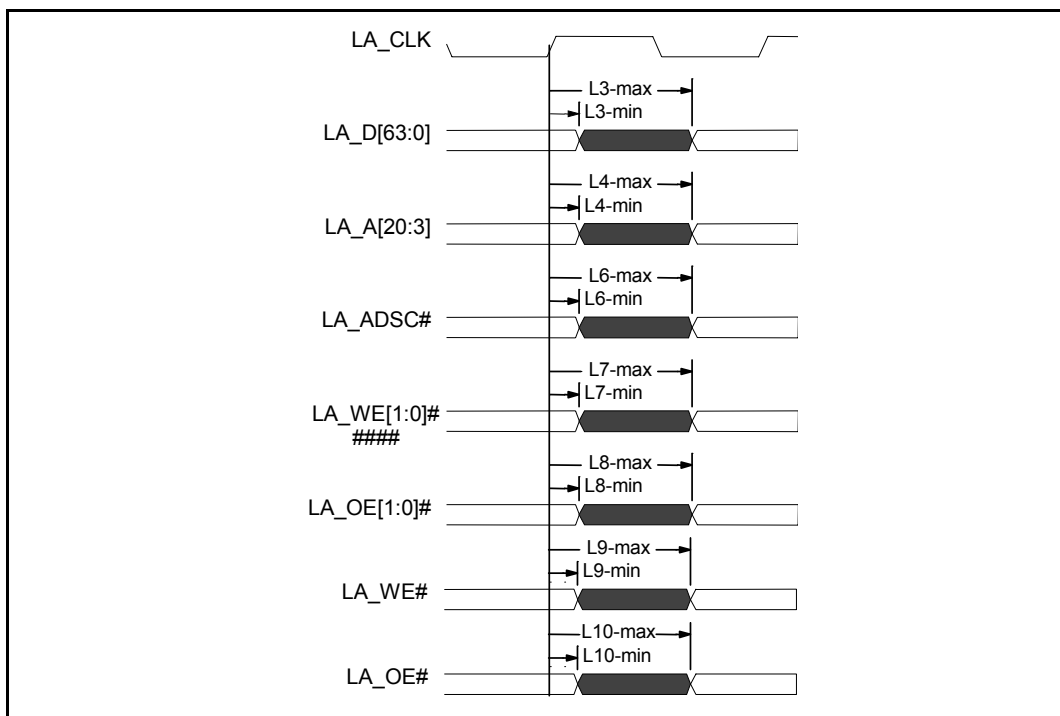 LA_CLK
L3-max
L3-min
LA_D[63:0]
L4-max
L4-min
LA_A[20:3]
L6-max
L6-min
LA_ADSC#
L7-max
L7-min
LA_WE[1:0]#
####
L8-max
L8-min
LA_OE[1:0]#
L9-max
L9-min
LA_WE#
L10-max
L10-min
LA_OE#